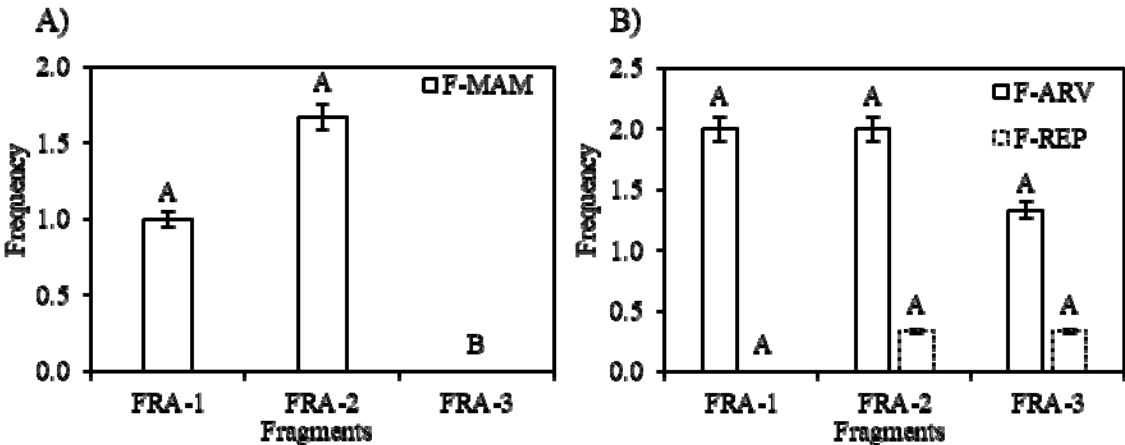 A)
2.0
1.5
1.0
0.5
0.0
Frequency
A
A
B
F-MAM
FRA-1
FRA-2
FRA-3
Fragments
B)
2.5
2.0
1.5
1.0
0.5
0.0
Frequency
A
A
A
A
A
A
F-ARV
F-REP
FRA-1
FRA-2
FRA-3
Fragments